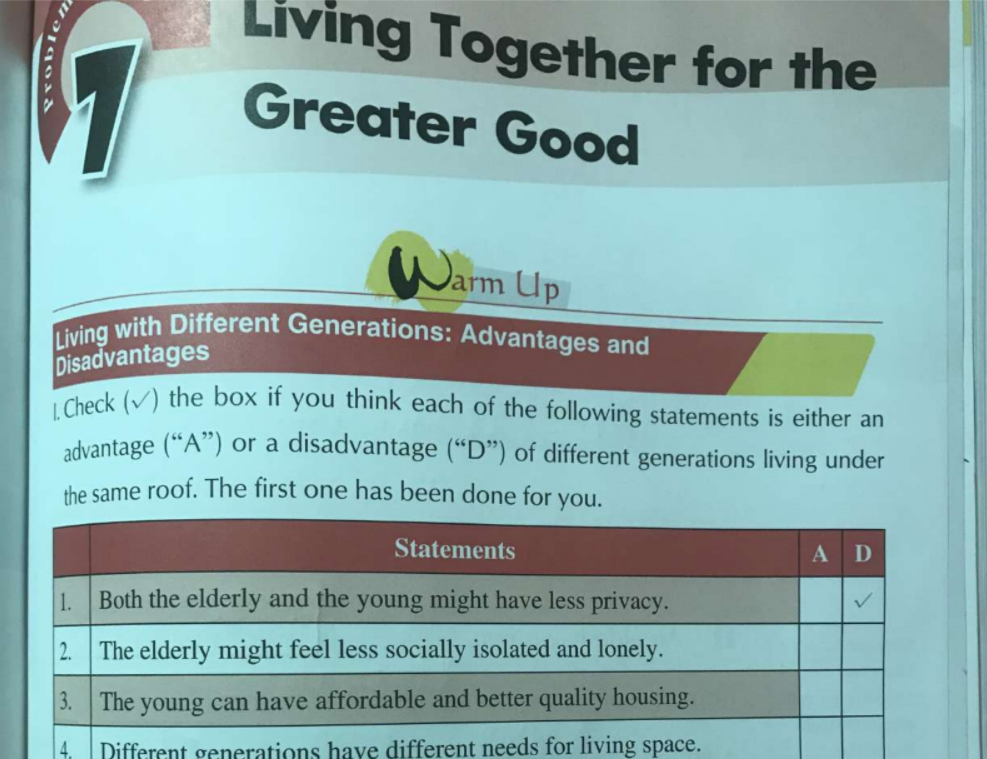 Problem
1
Living Together for the
Greater Good
Warm Up
Living with Different Generations: Advantages and
Disadvantages
I. Check (✓) the box if you think each of the following statements is either an
advantage (“A”) or a disadvantage (“D”) of different generations living under
the same roof. The first one has been done for you.
Statements A D
1. Both the elderly and the young might have less privacy. ✓
2. The elderly might feel less socially isolated and lonely.
3. The young can have affordable and better quality housing.
4. Different generations have different needs for living space.